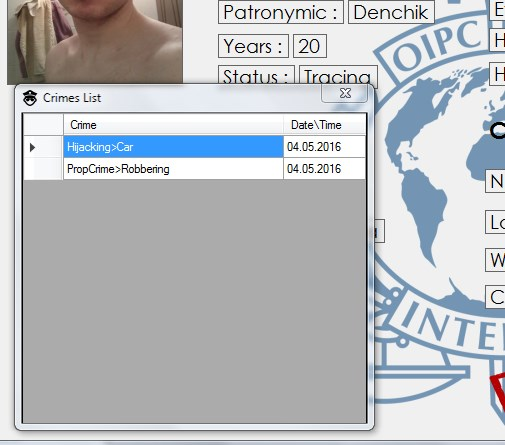 Patronymic : Denchik
Years : 20
Status : Tracing
Crimes List
Crime Date\Time
Hijacking>Car 04.05.2016
PropCrime>Robbering 04.05.2016
OIPC
INTE
H
H
C
N
W
C